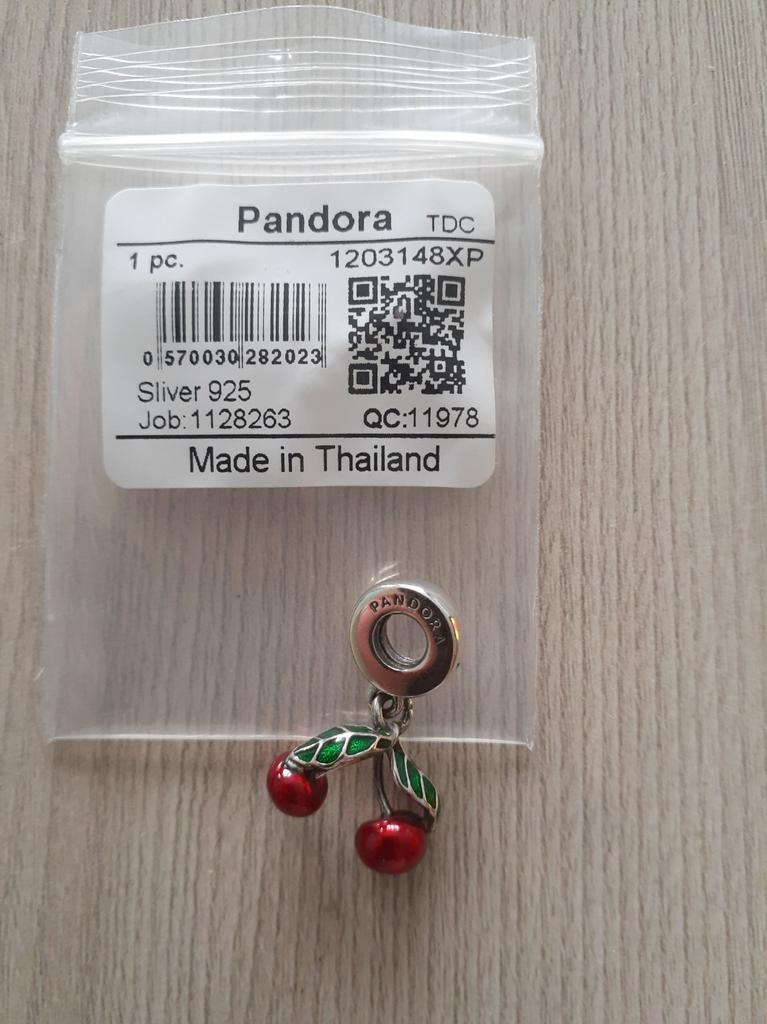 Pandora TDC
1 pc. 1203148XP
0 570030 282023
Sliver 925
Job:1128263 QC:11978
Made in Thailand
PANDORA